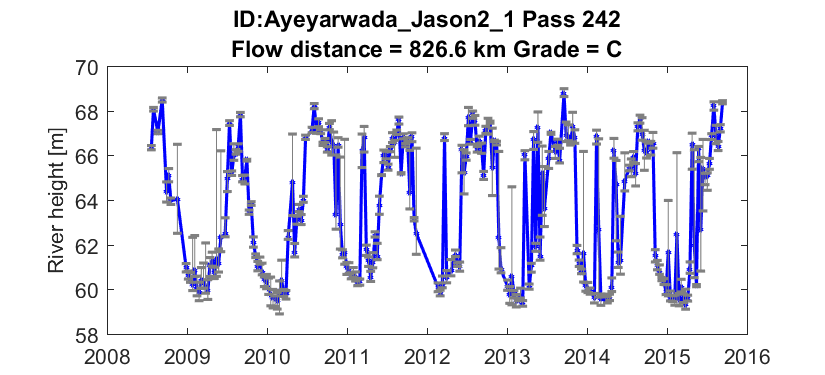 ID:Ayeyarwada_Jason2_1 Pass 242
Flow distance = 826.6 km Grade = C
River height [m]
70
68
66
64
62
60
58
2008 2009 2010 2011 2012 2013 2014 2015 2016